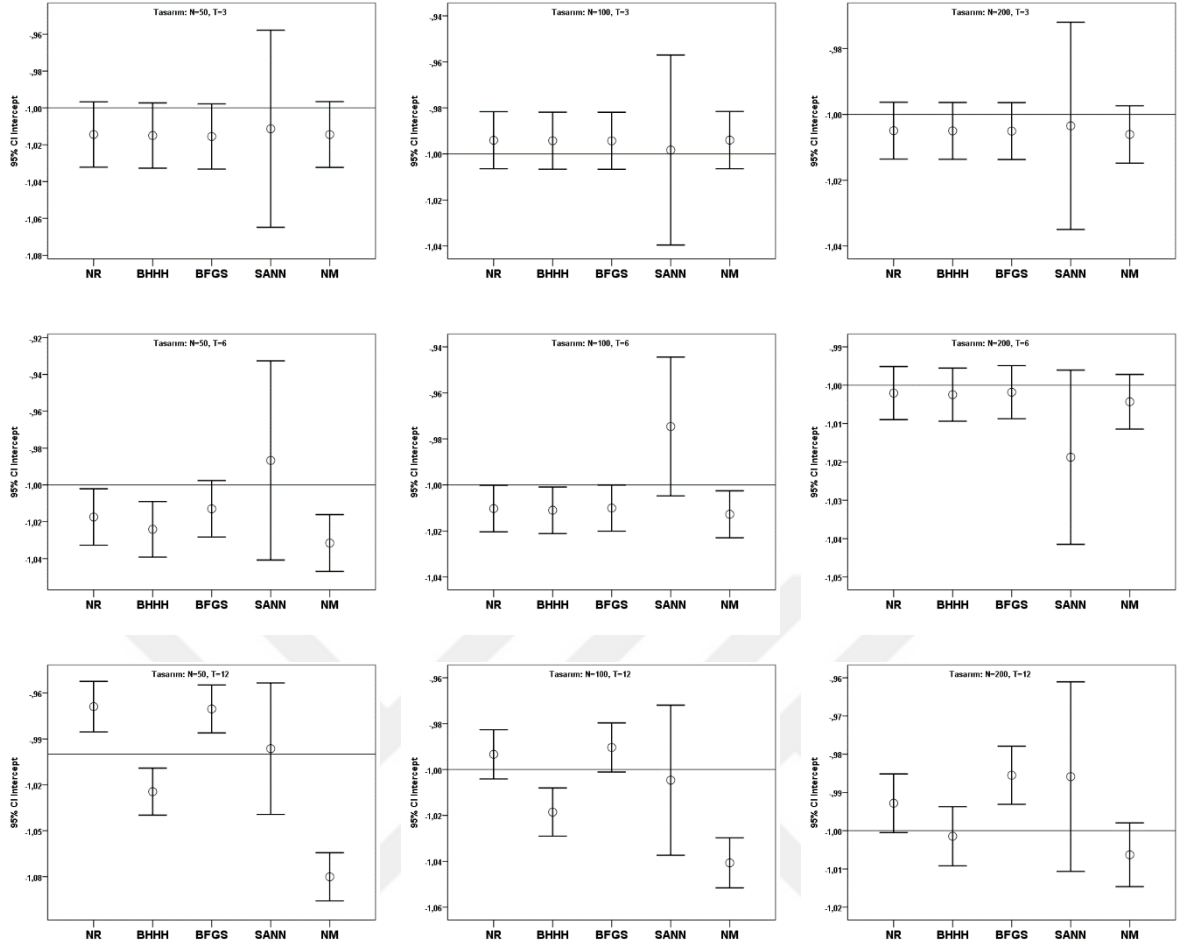 Tasarım: N=50, T=3
-,96
-,98
-1,00
-1,02
-1,04
-1,06
-1,08
95% CI Intercept
NR BHHH BFGS SANN NM
Tasarım: N=100, T=3
-,94
-,96
-,98
-1,00
-1,02
-1,04
95% CI Intercept
NR BHHH BFGS SANN NM
Tasarım: N=200, T=3
-,98
-1,00
-1,02
-1,04
95% CI Intercept
NR BHHH BFGS SANN NM
Tasarım: N=50, T=6
-,92
-,94
-,96
-,98
-1,00
-1,02
-1,04
95% CI Intercept
NR BHHH BFGS SANN NM
Tasarım: N=100, T=6
-,94
-,96
-,98
-1,00
-1,02
-1,04
95% CI Intercept
NR BHHH BFGS SANN NM
Tasarım: N=200, T=6
-,99
-1,00
-1,01
-1,02
-1,03
-1,04
-1,05
95% CI Intercept
NR BHHH BFGS SANN NM
Tasarım: N=50, T=12
-,96
-,99
-1,02
-1,05
-1,08
95% CI Intercept
NR BHHH BFGS SANN NM
Tasarım: N=100, T=12
-,96
-,98
-1,00
-1,02
-1,04
-1,06
95% CI Intercept
NR BHHH BFGS SANN NM
Tasarım: N=200, T=12
-,96
-,97
-,98
-,99
-1,00
-1,01
-1,02
95% CI Intercept
NR BHHH BFGS SANN NM